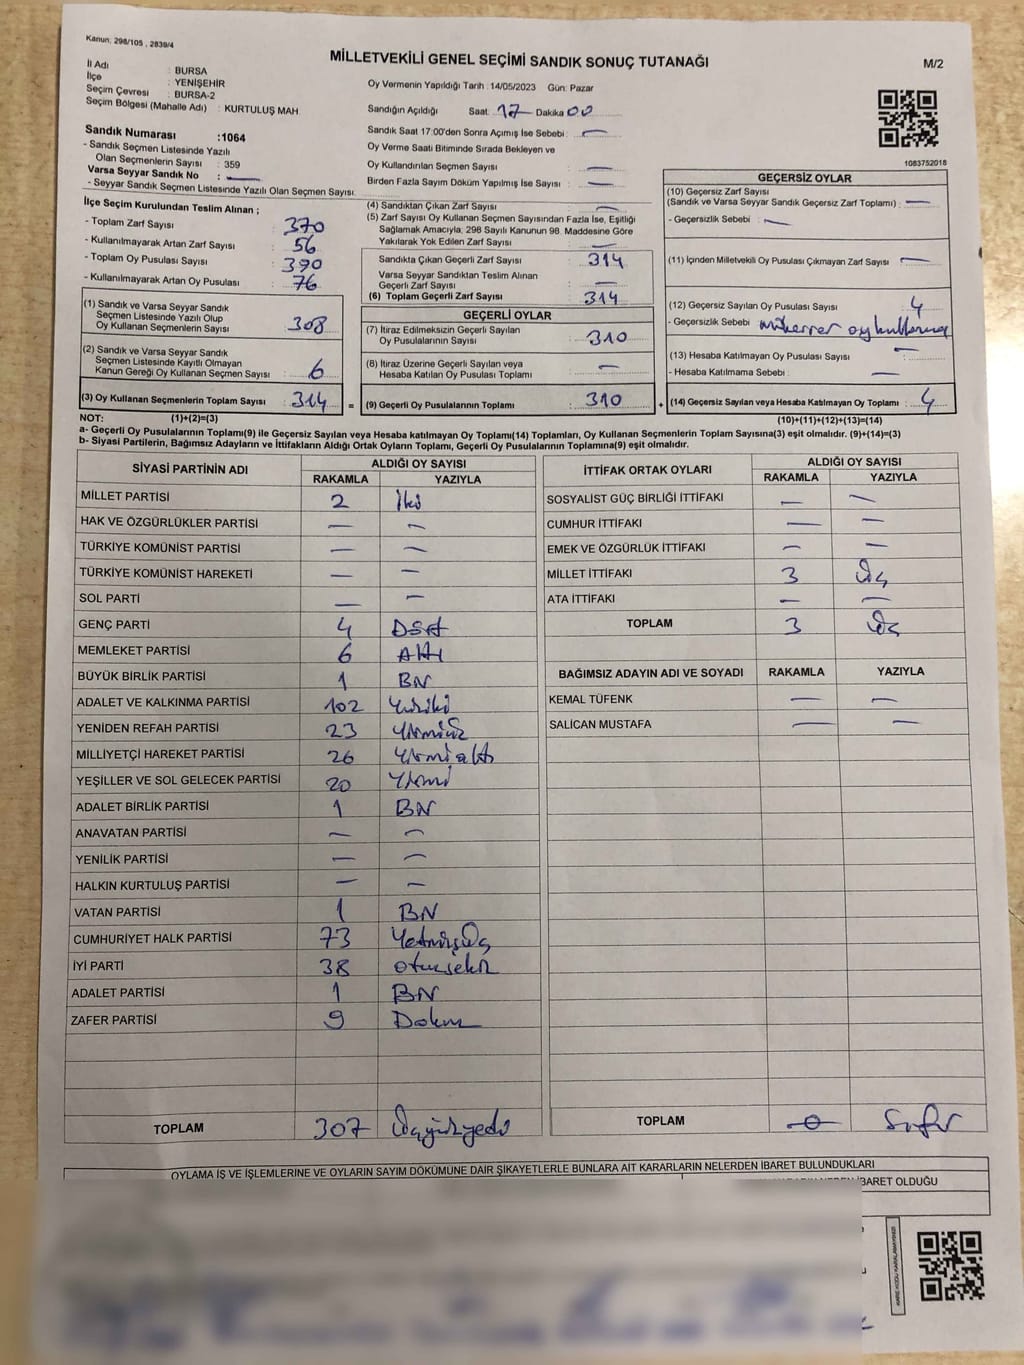 Kanun: 298/105 , 2839/4
MİLLETVEKİLİ GENEL SEÇİMİ SANDIK SONUÇ TUTANAĞI
M/2
İl Adı : BURSA
İlçe : YENİŞEHİR
Seçim Çevresi : BURSA-2
Seçim Bölgesi (Mahalle Adı) : KURTULUŞ MAH
Sandık Numarası :1064
- Sandık Seçmen Listesinde Yazılı
Olan Seçmenlerin Sayısı : 359
Varsa Seyyar Sandık No : —
- Seyyar Sandık Seçmen Listesinde Yazılı Olan Seçmen Sayısı:
İlçe Seçim Kurulundan Teslim Alınan ;
- Toplam Zarf Sayısı : 370
- Kullanılmayarak Artan Zarf Sayısı : 56
- Toplam Oy Pusulası Sayısı : 390
- Kullanılmayarak Artan Oy Pusulası : 76
(1) Sandık ve Varsa Seyyar Sandık
Seçmen Listesinde Yazılı Olup
Oy Kullanan Seçmenlerin Sayısı : 308
(2) Sandık ve Varsa Seyyar Sandık
Seçmen Listesinde Kayıtlı Olmayan
Kanun Gereği Oy Kullanan Seçmen Sayısı : 6
(3) Oy Kullanan Seçmenlerin Toplam Sayısı : 314
Oy Vermenin Yapıldığı Tarih : 14/05/2023 Gün: Pazar
Sandığın Açıldığı Saat: 17 Dakika 00
Sandık Saat 17:00'den Sonra Açımış İse Sebebi : —
Oy Verme Saati Bitiminde Sırada Bekleyen ve
Oy Kullandırılan Seçmen Sayısı : —
Birden Fazla Sayım Döküm Yapılmış İse Sayısı : —
(4) Sandıktan Çıkan Zarf Sayısı : —
(5) Zarf Sayısı Oy Kullanan Seçmen Sayısından Fazla İse, Eşitliği
Sağlamak Amacıyla; 298 Sayılı Kanunun 98. Maddesine Göre
Yakılarak Yok Edilen Zarf Sayısı : —
Sandıkta Çıkan Geçerli Zarf Sayısı : 314
Varsa Seyyar Sandıktan Teslim Alınan
Geçerli Zarf Sayısı : —
(6) Toplam Geçerli Zarf Sayısı : 314
GEÇERLİ OYLAR
(7) İtiraz Edilmeksizin Geçerli Sayılan
Oy Pusulalarının Sayısı : 310
(8) İtiraz Üzerine Geçerli Sayılan veya
Hesaba Katılan Oy Pusulası Toplamı : —
= (9) Geçerli Oy Pusulalarının Toplamı : 310
1083752018
GEÇERSİZ OYLAR
(10) Geçersiz Zarf Sayısı
(Sandık ve Varsa Seyyar Sandık Geçersiz Zarf Toplamı) : —
- Geçersizlik Sebebi : —
(11) İçinden Milletvekili Oy Pusulası Çıkmayan Zarf Sayısı : —
(12) Geçersiz Sayılan Oy Pusulası Sayısı : 4
- Geçersizlik Sebebi : mükerrer oy kullanma
(13) Hesaba Katılmayan Oy Pusulası Sayısı : —
- Hesaba Katılmama Sebebi : —
+ (14) Geçersiz Sayılan veya Hesaba Katılmayan Oy Toplamı : 4
NOT: (1)+(2)=(3) (10)+(11)+(12)+(13)=(14)
a- Geçerli Oy Pusulalarının Toplamı(9) ile Geçersiz Sayılan veya Hesaba katılmayan Oy Toplamı(14) Toplamları, Oy Kullanan Seçmenlerin Toplam Sayısına(3) eşit olmalıdır. (9)+(14)=(3)
b- Siyasi Partilerin, Bağımsız Adayların ve İttifakların Aldığı Ortak Oyların Toplamı, Geçerli Oy Pusulalarının Toplamına(9) eşit olmalıdır.
SİYASİ PARTİNİN ADI ALDIĞI OY SAYISI
RAKAMLA YAZIYLA
MİLLET PARTİSİ 2 İki
HAK VE ÖZGÜRLÜKLER PARTİSİ — —
TÜRKİYE KOMÜNİST PARTİSİ — —
TÜRKİYE KOMÜNİST HAREKETİ — —
SOL PARTİ — —
GENÇ PARTİ 4 Dört
MEMLEKET PARTİSİ 6 Altı
BÜYÜK BİRLİK PARTİSİ 1 Bir
ADALET VE KALKINMA PARTİSİ 102 Yüziki
YENİDEN REFAH PARTİSİ 23 Yirmiüç
MİLLİYETÇİ HAREKET PARTİSİ 26 Yirmialtı
YEŞİLLER VE SOL GELECEK PARTİSİ 20 Yirmi
ADALET BİRLİK PARTİSİ 1 Bir
ANAVATAN PARTİSİ — —
YENİLİK PARTİSİ — —
HALKIN KURTULUŞ PARTİSİ — —
VATAN PARTİSİ 1 Bir
CUMHURİYET HALK PARTİSİ 73 Yetmişüç
İYİ PARTİ 38 otuzsekiz
ADALET PARTİSİ 1 Bir
ZAFER PARTİSİ 9 Dokuz
TOPLAM 307 Üçyüzyedi
İTTİFAK ORTAK OYLARI ALDIĞI OY SAYISI
RAKAMLA YAZIYLA
SOSYALİST GÜÇ BİRLİĞİ İTTİFAKI — —
CUMHUR İTTİFAKI — —
EMEK VE ÖZGÜRLÜK İTTİFAKI — —
MİLLET İTTİFAKI 3 Üç
ATA İTTİFAKI — —
TOPLAM 3 Üç
BAĞIMSIZ ADAYIN ADI VE SOYADI RAKAMLA YAZIYLA
KEMAL TÜFENK — —
SALİCAN MUSTAFA — —
TOPLAM 0 Sıfır
OYLAMA İŞ VE İŞLEMLERİNE VE OYLARIN SAYIM DÖKÜMÜNE DAİR ŞİKAYETLERLE BUNLARA AİT KARARLARIN NELERDEN İBARET BULUNDUKLARI
İBARET OLDUĞU